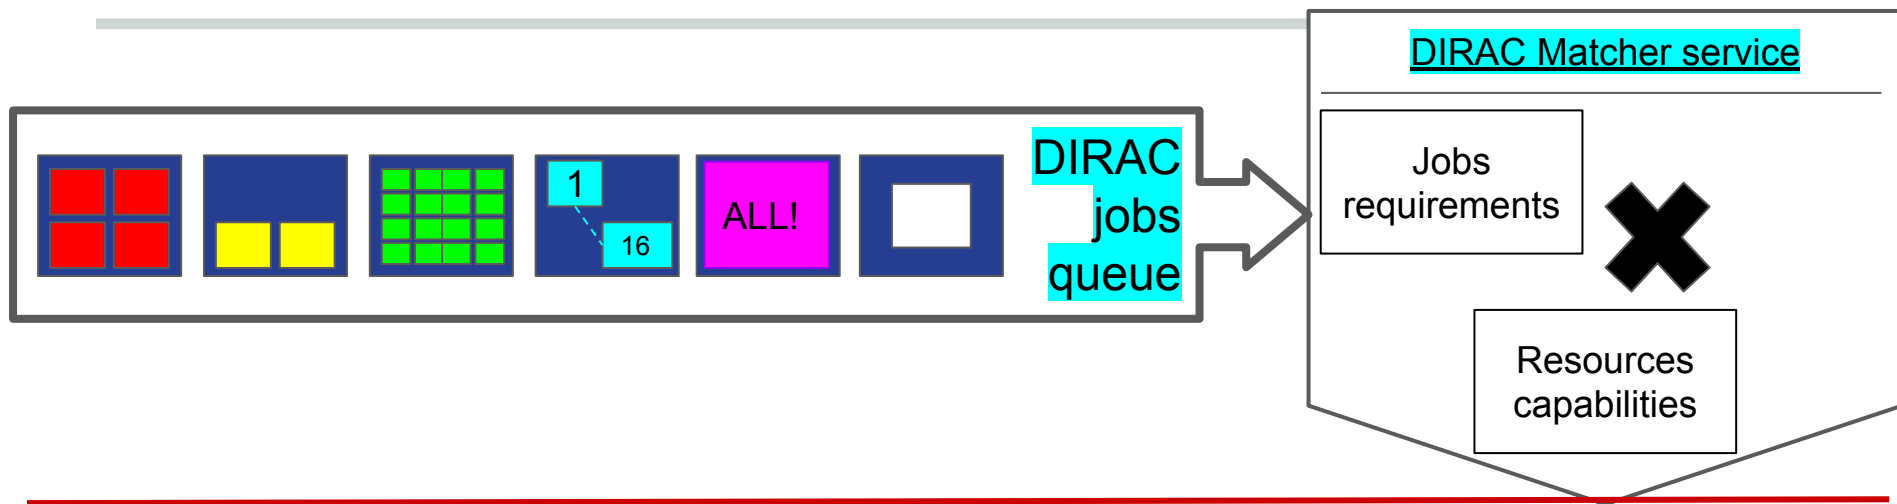 DIRAC Matcher service
1
16
ALL!
DIRAC
jobs
queue
Jobs
requirements
Resources
capabilities